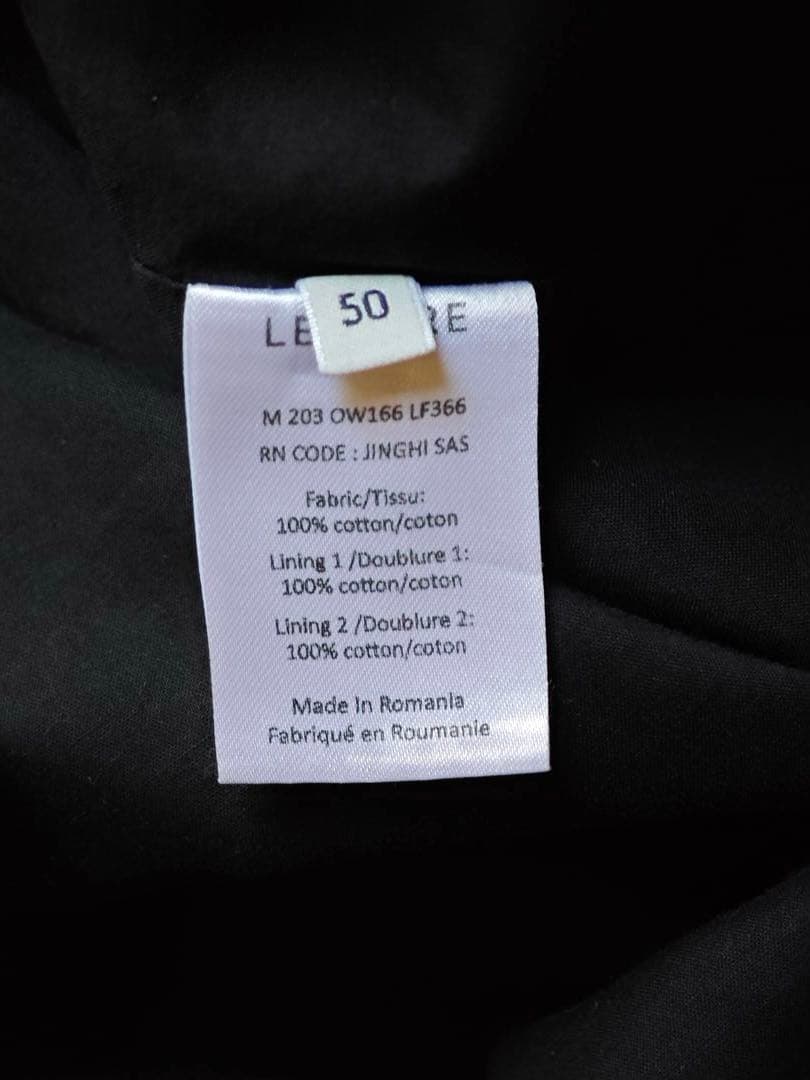 50
M 203 OW166 LF366
RN CODE : JINGHI SAS
Fabric/Tissu:
100% cotton/coton
Lining 1 /Doublure 1:
100% cotton/coton
Lining 2 /Doublure 2:
100% cotton/coton
Made In Romania
Fabriqué en Roumanie